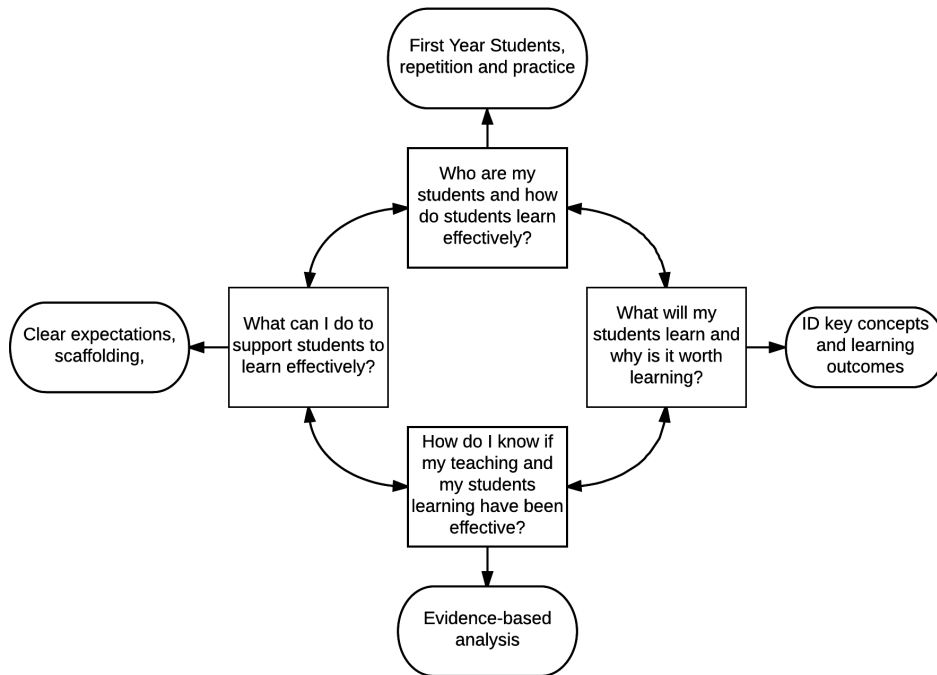 First Year Students,
repetition and practice
Who are my
students and how
do students learn
effectively?
Clear expectations,
scaffolding,
What can I do to
support students to
learn effectively?
What will my
students learn and
why is it worth
learning?
ID key concepts
and learning
outcomes
How do I know if
my teaching and
my students
learning have been
effective?
Evidence-based
analysis